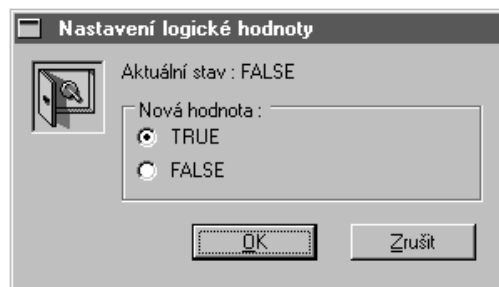 Nastavení logické hodnoty
Aktuální stav : FALSE
Nová hodnota :
TRUE
FALSE
OK
Zrušit